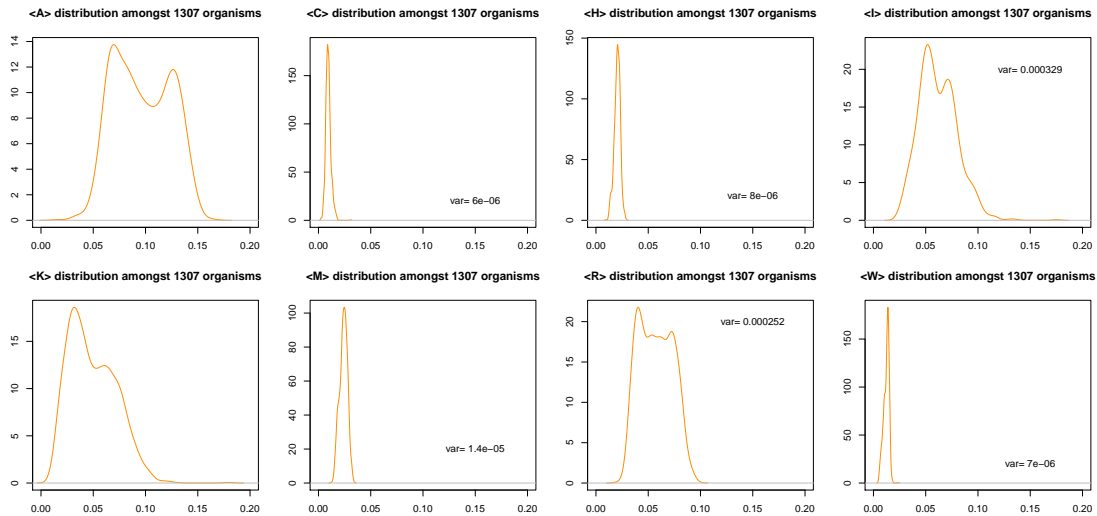 <A> distribution amongst 1307 organisms
0 2 4 6 8 10 12 14
0.00 0.05 0.10 0.15 0.20
<C> distribution amongst 1307 organisms
0 50 100 150
var= 6e−06
0.00 0.05 0.10 0.15 0.20
<H> distribution amongst 1307 organisms
0 50 100 150
var= 8e−06
0.00 0.05 0.10 0.15 0.20
<I> distribution amongst 1307 organisms
0 5 10 15 20
var= 0.000329
0.00 0.05 0.10 0.15 0.20
<K> distribution amongst 1307 organisms
0 5 10 15
0.00 0.05 0.10 0.15 0.20
<M> distribution amongst 1307 organisms
0 20 40 60 80 100
var= 1.4e−05
0.00 0.05 0.10 0.15 0.20
<R> distribution amongst 1307 organisms
0 5 10 15 20
var= 0.000252
0.00 0.05 0.10 0.15 0.20
<W> distribution amongst 1307 organisms
0 50 100 150
var= 7e−06
0.00 0.05 0.10 0.15 0.20